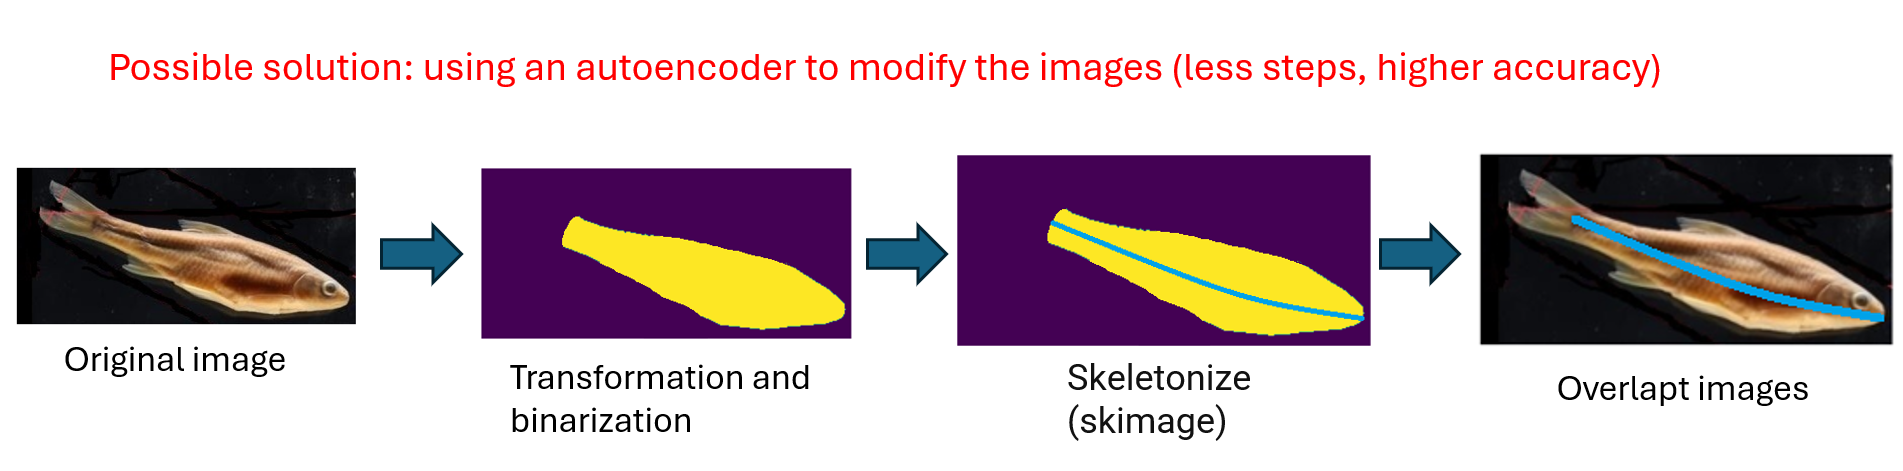 Possible solution: using an autoencoder to modify the images (less steps, higher accuracy)
Original image
Transformation and
binarization
Skeletonize
(skimage)
Overlapt images